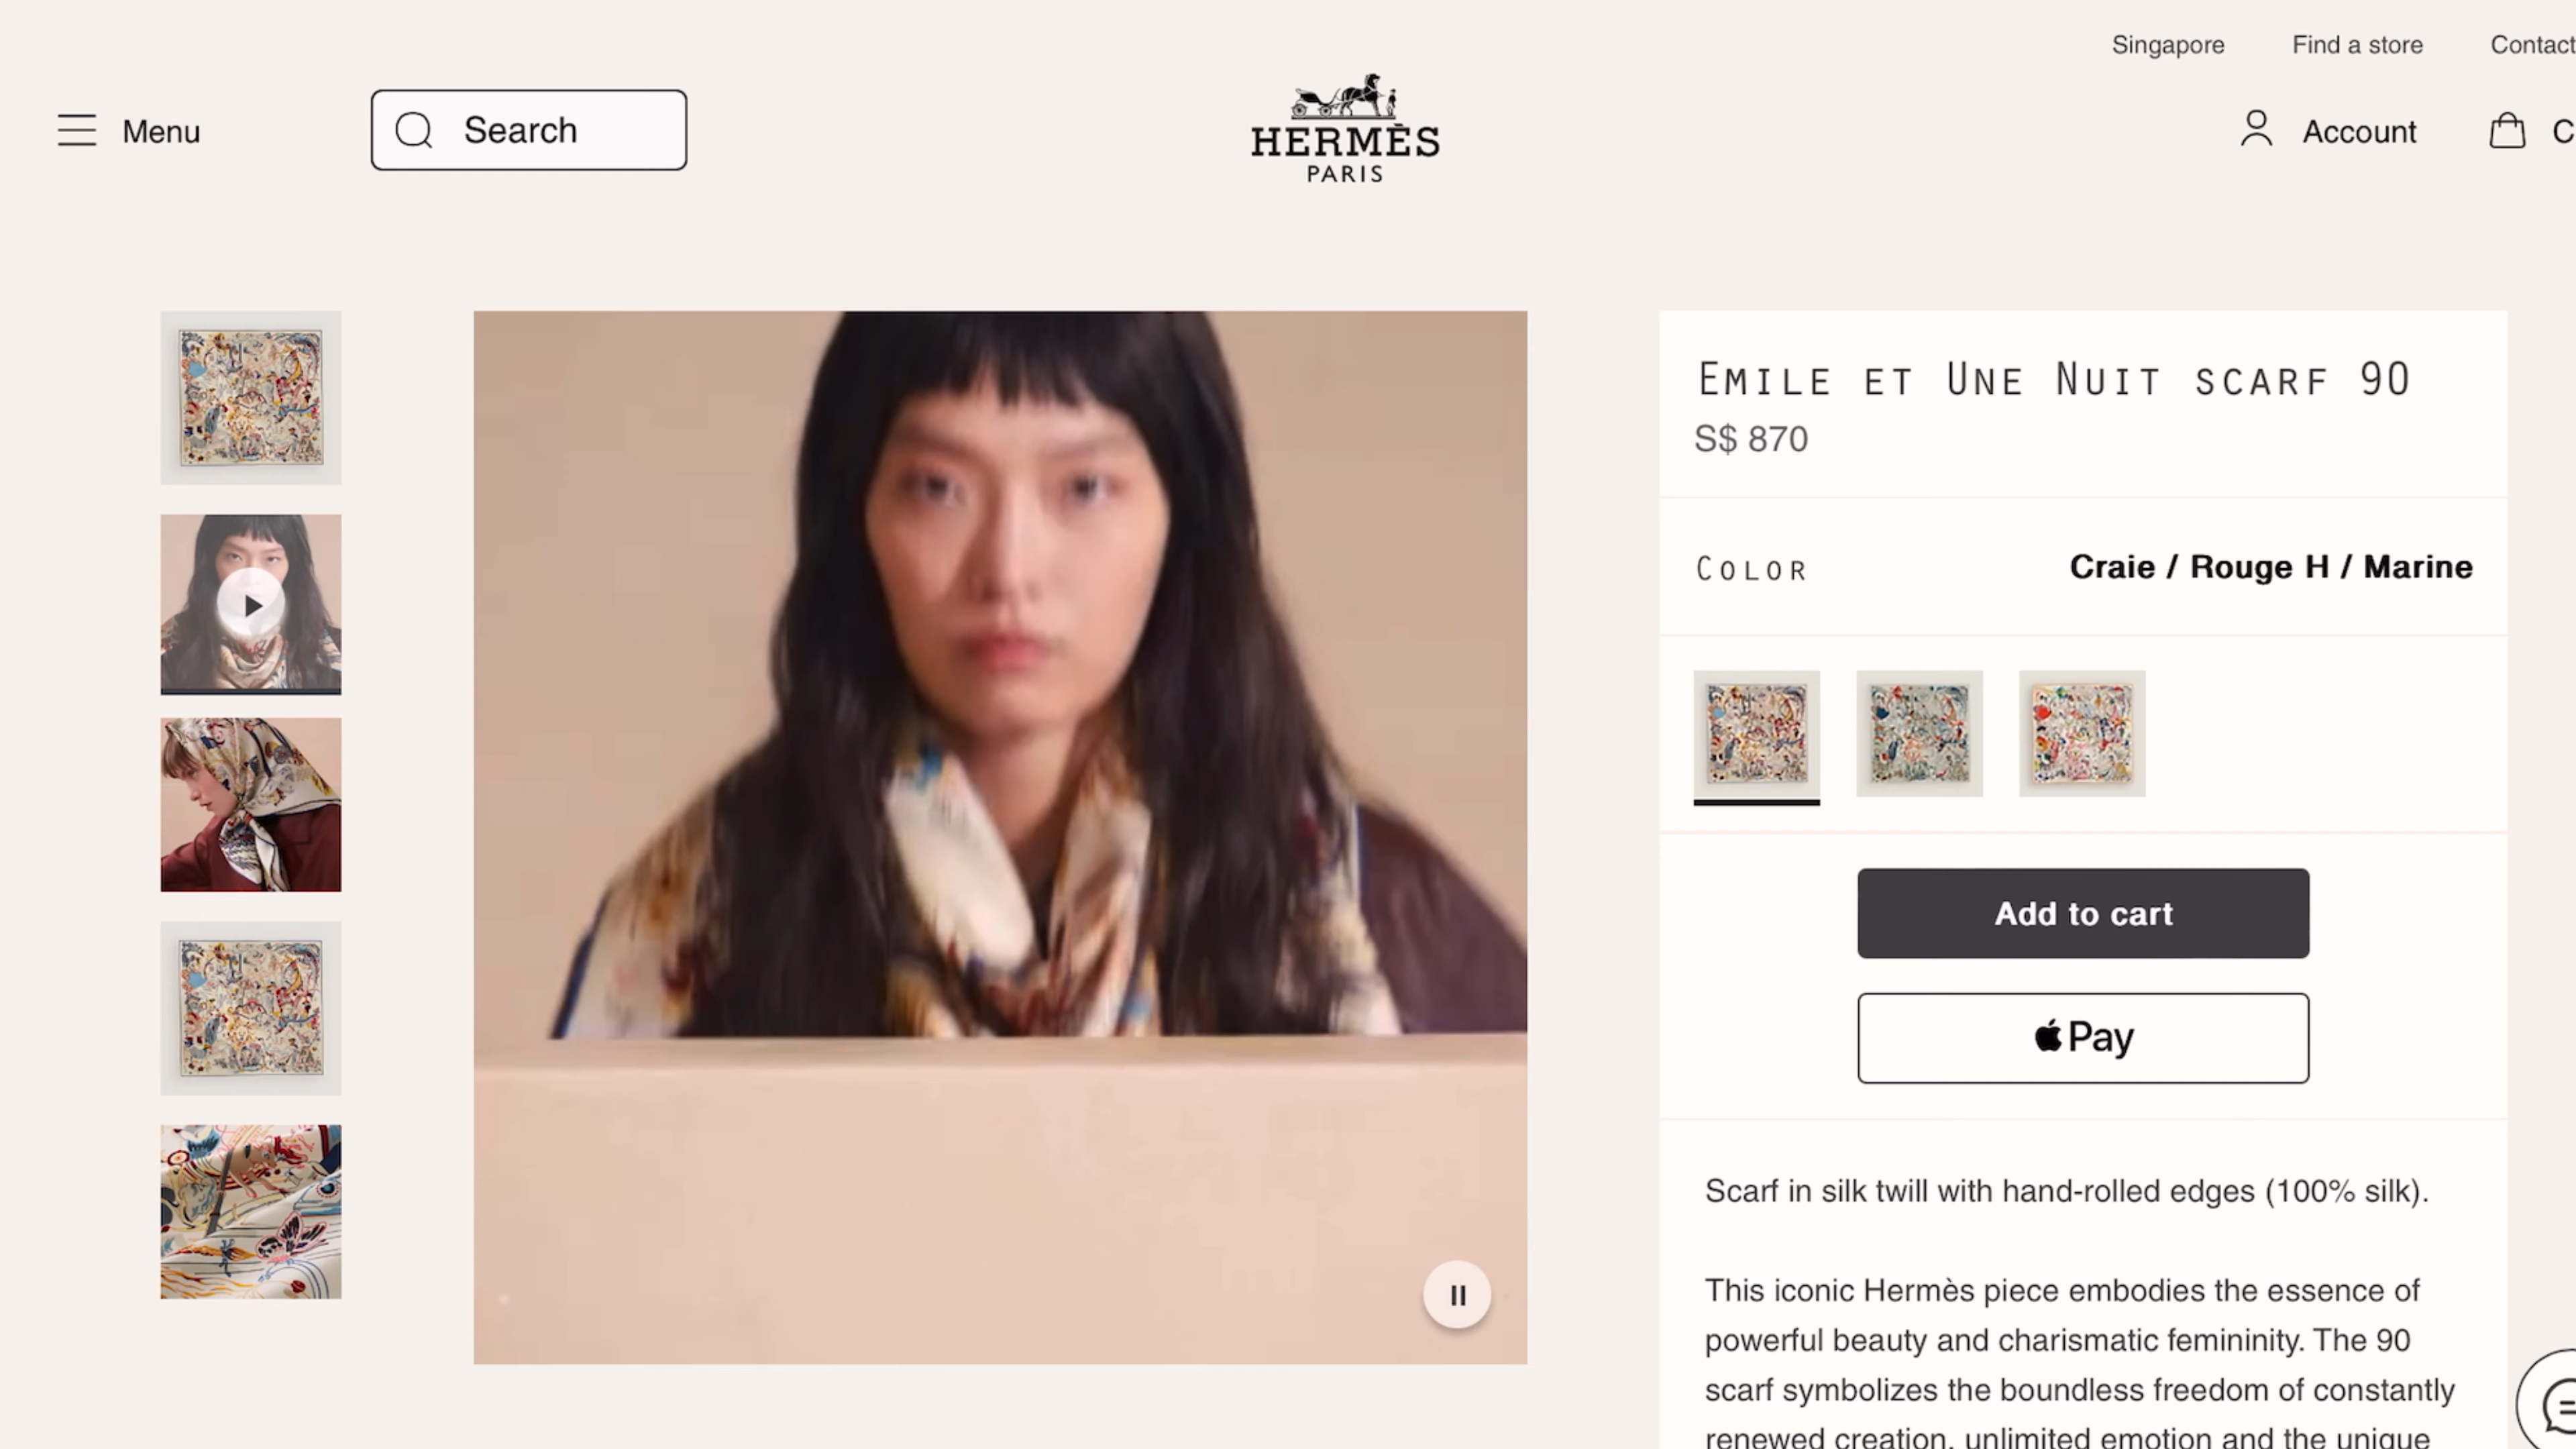 Singapore Find a store Contact
Menu Search HERMÈS Account C
PARIS
EMILE ET UNE NUIT SCARF 90
S$ 870
COLOR Craie / Rouge H / Marine
Add to cart
Pay
Scarf in silk twill with hand-rolled edges (100% silk).
This iconic Hermès piece embodies the essence of
powerful beauty and charismatic femininity. The 90
scarf symbolizes the boundless freedom of constantly
renewed creation, unlimited emotion and the unique